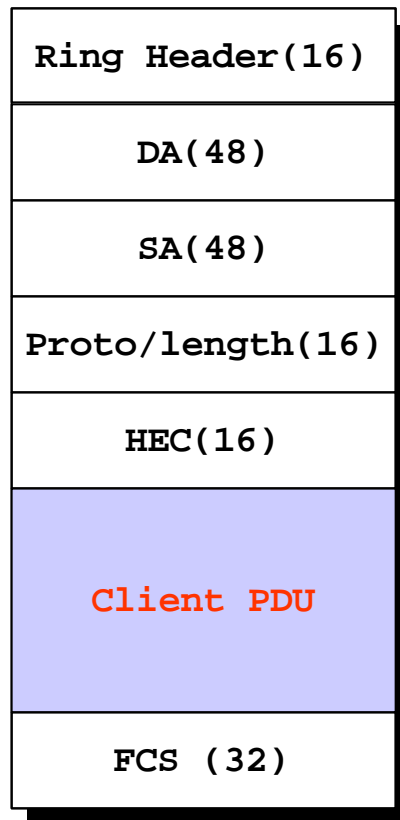 Ring Header(16)
DA(48)
SA(48)
Proto/length(16)
HEC(16)
Client PDU
FCS (32)